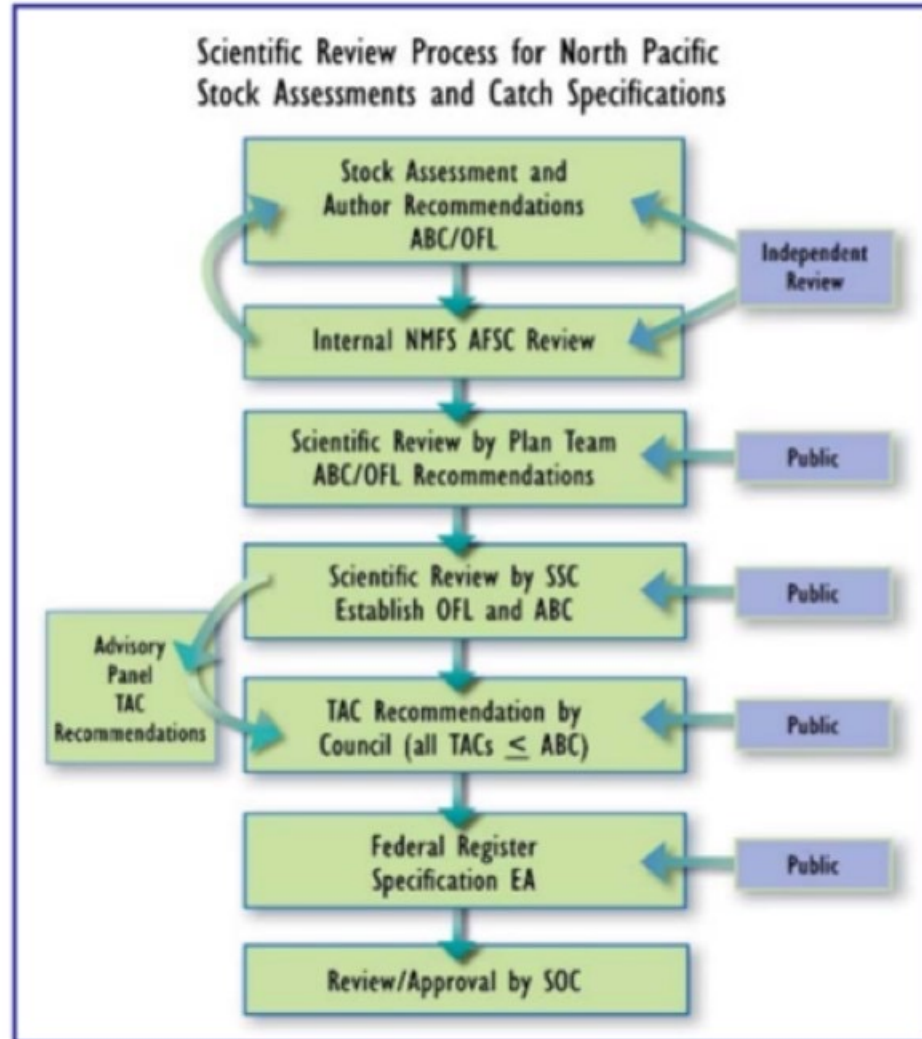 Scientific Review Process for North Pacific
Stock Assessments and Catch Specifications
Stock Assessment and
Author Recommendations
ABC/OFL
Independent
Review
Internal NMFS AFSC Review
Scientific Review by Plan Team
ABC/OFL Recommendations
Public
Scientific Review by SSC
Establish OFL and ABC
Public
Advisory
Panel
TAC
Recommendations
TAC Recommendation by
Council (all TACs ≤ ABC)
Public
Federal Register
Specification EA
Public
Review/Approval by SOC